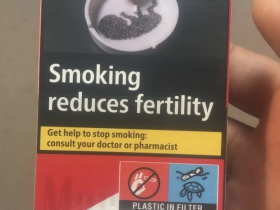 Smoking
reduces fertility
Get help to stop smoking:
consult your doctor or pharmacist
PLASTIC IN FILTER